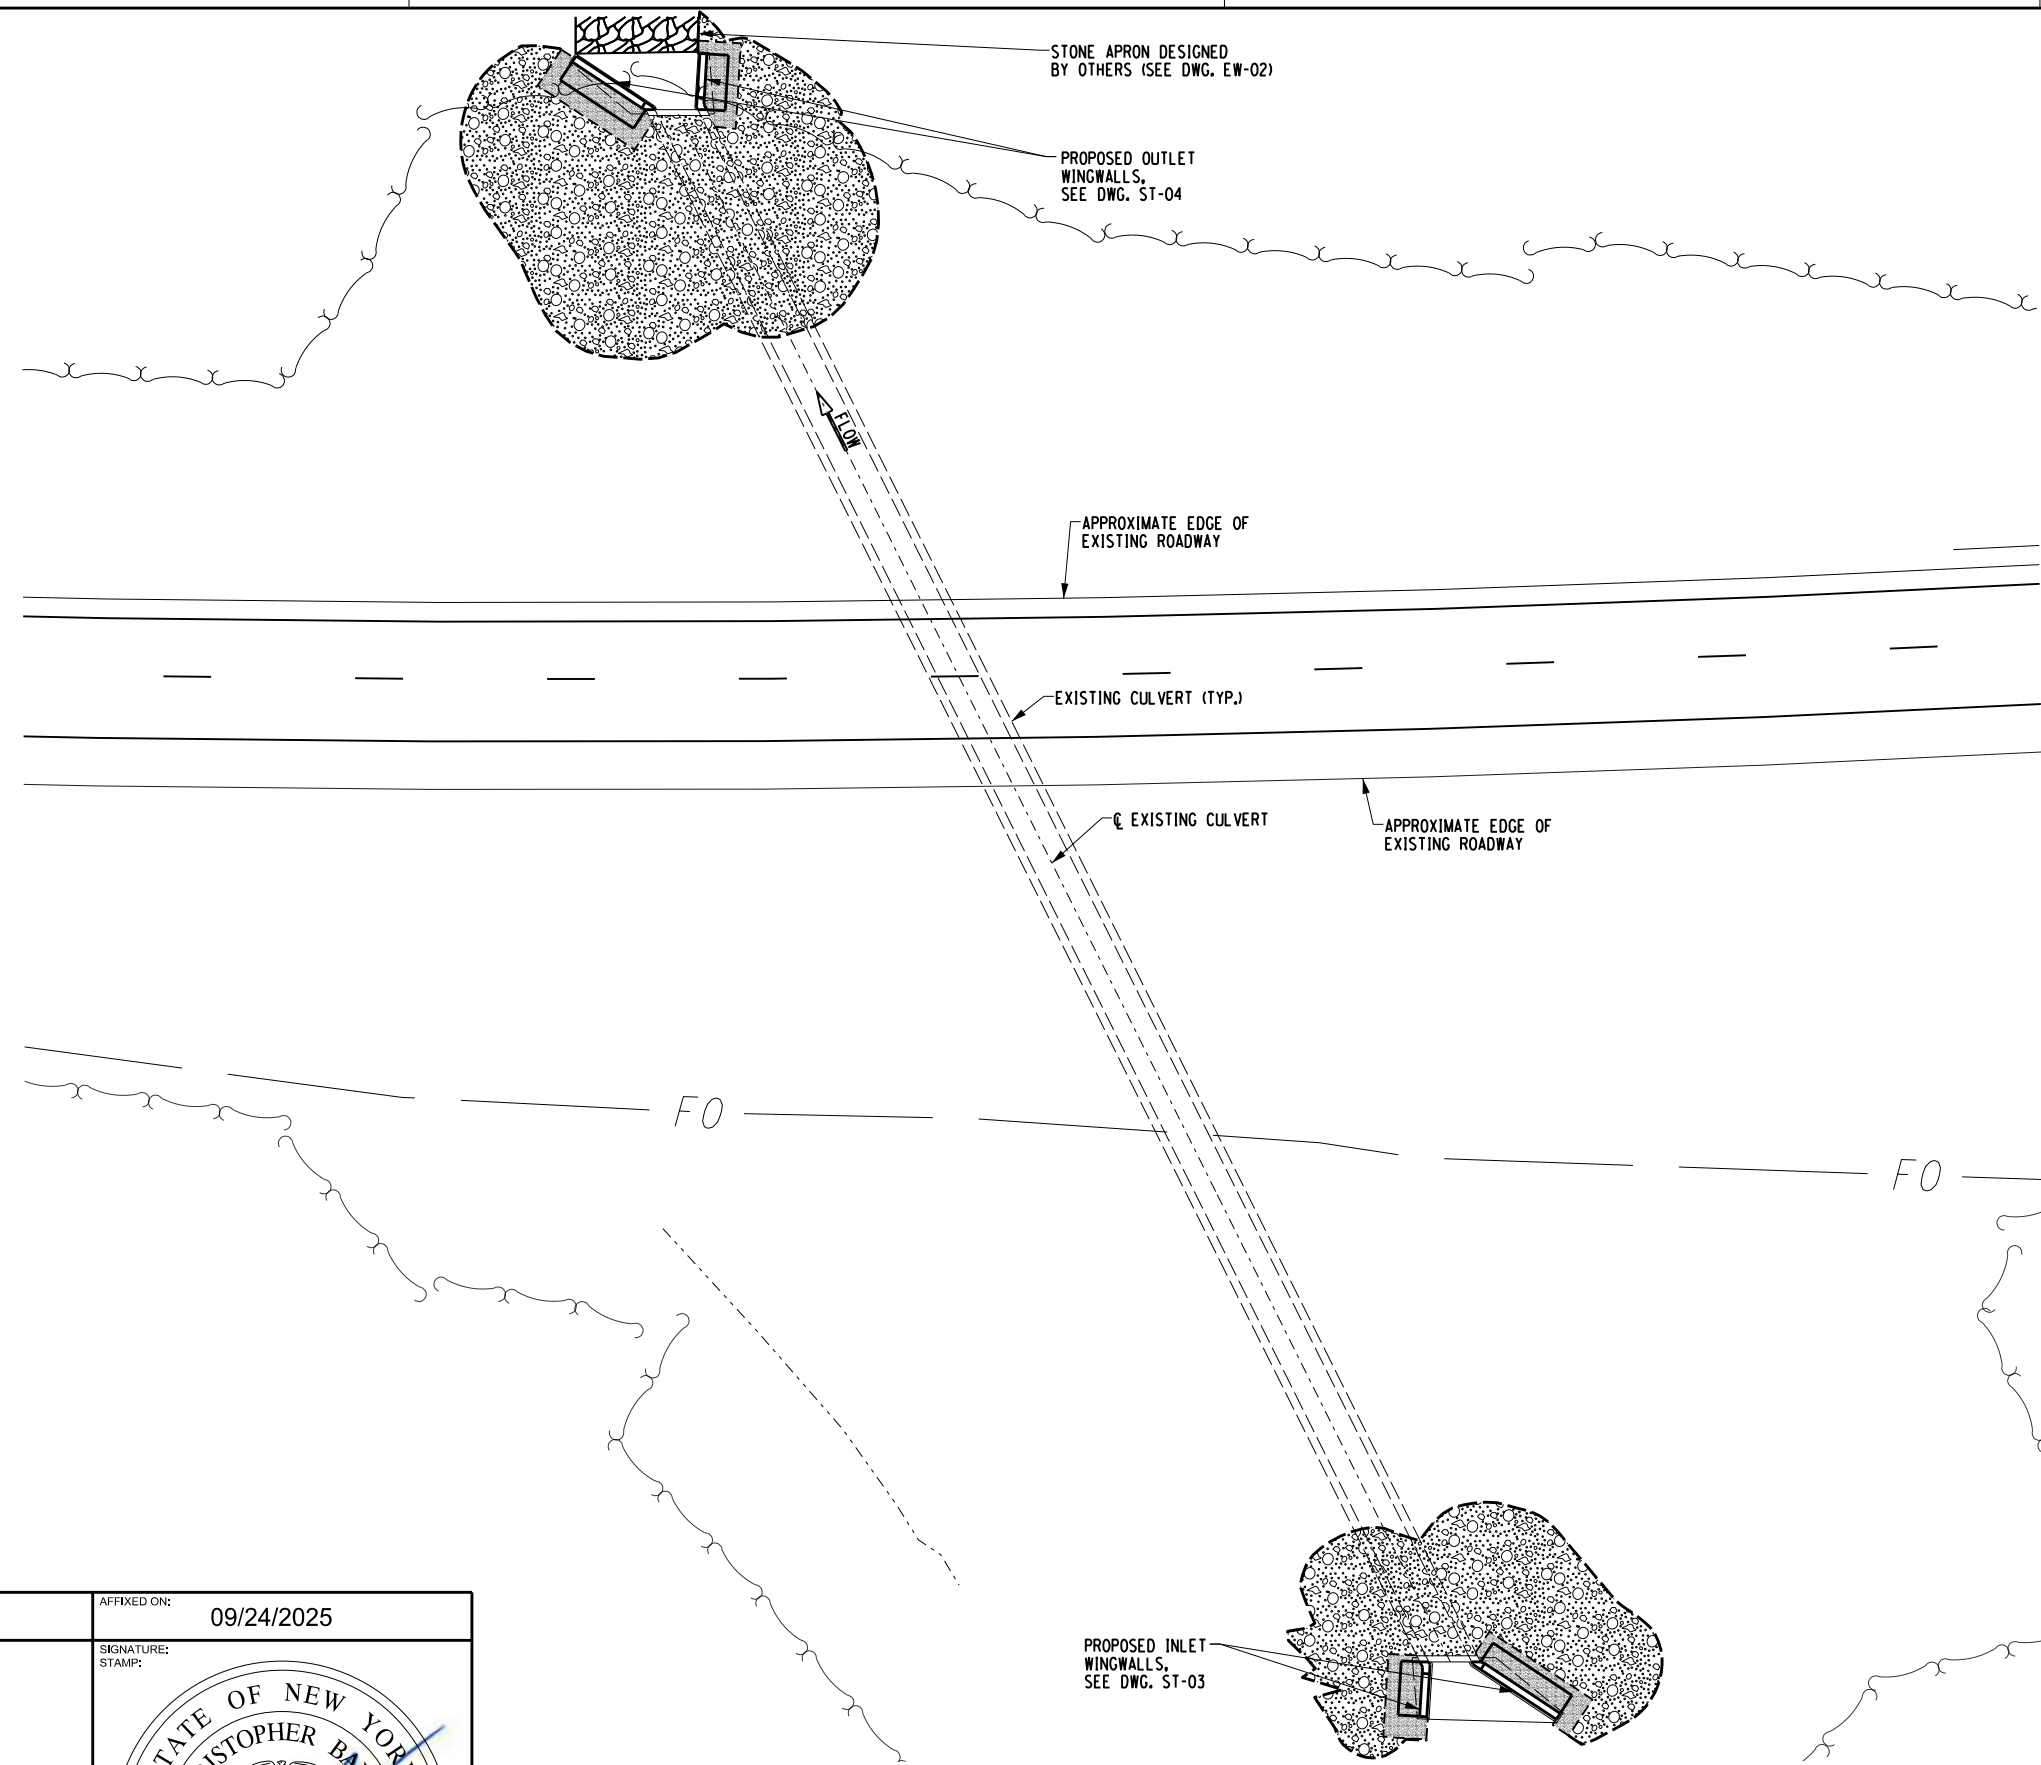 STONE APRON DESIGNED
BY OTHERS (SEE DWG. EW-02)
PROPOSED OUTLET
WINGWALLS,
SEE DWG. ST-04
FLOW
APPROXIMATE EDGE OF
EXISTING ROADWAY
EXISTING CULVERT (TYP.)
℄ EXISTING CULVERT
APPROXIMATE EDGE OF
EXISTING ROADWAY
FO
FO
PROPOSED INLET
WINGWALLS,
SEE DWG. ST-03
AFFIXED ON:
09/24/2025
SIGNATURE:
STAMP:
STATE OF NEW YOR
ISTOPHER BA